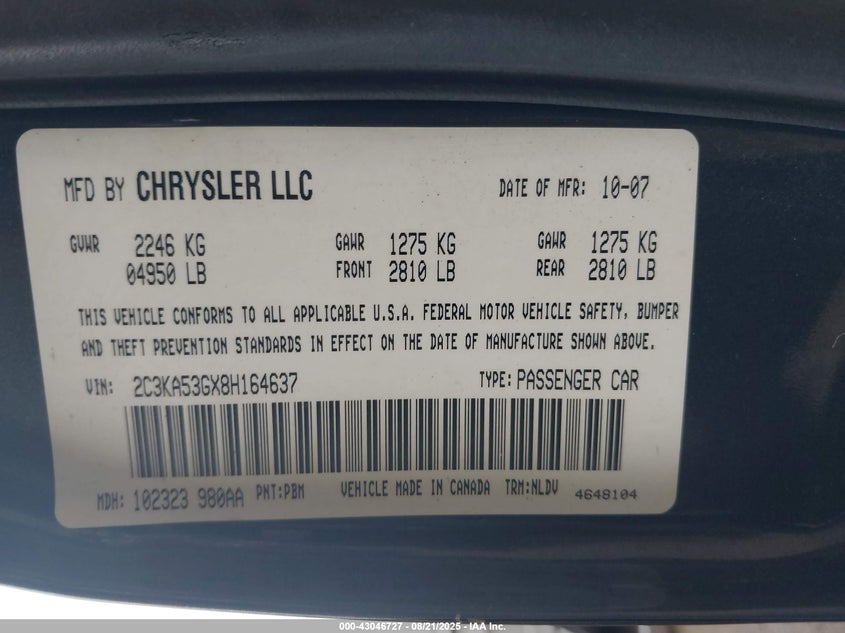 MFD BY CHRYSLER LLC DATE OF MFR: 10-07
GVWR 2246 KG GAWR 1275 KG GAWR 1275 KG
04950 LB FRONT 2810 LB REAR 2810 LB
THIS VEHICLE CONFORMS TO ALL APPLICABLE U.S.A. FEDERAL MOTOR VEHICLE SAFETY, BUMPER
AND THEFT PREVENTION STANDARDS IN EFFECT ON THE DATE OF MANUFACTURE SHOWN ABOVE.
VIN: 2C3KA53GX8H164637 TYPE: PASSENGER CAR
MDH: 102323 980AA PNT:PBM VEHICLE MADE IN CANADA TRM:NLDV 4648104
000-43046727 - 08/21/2025 - IAA Inc.